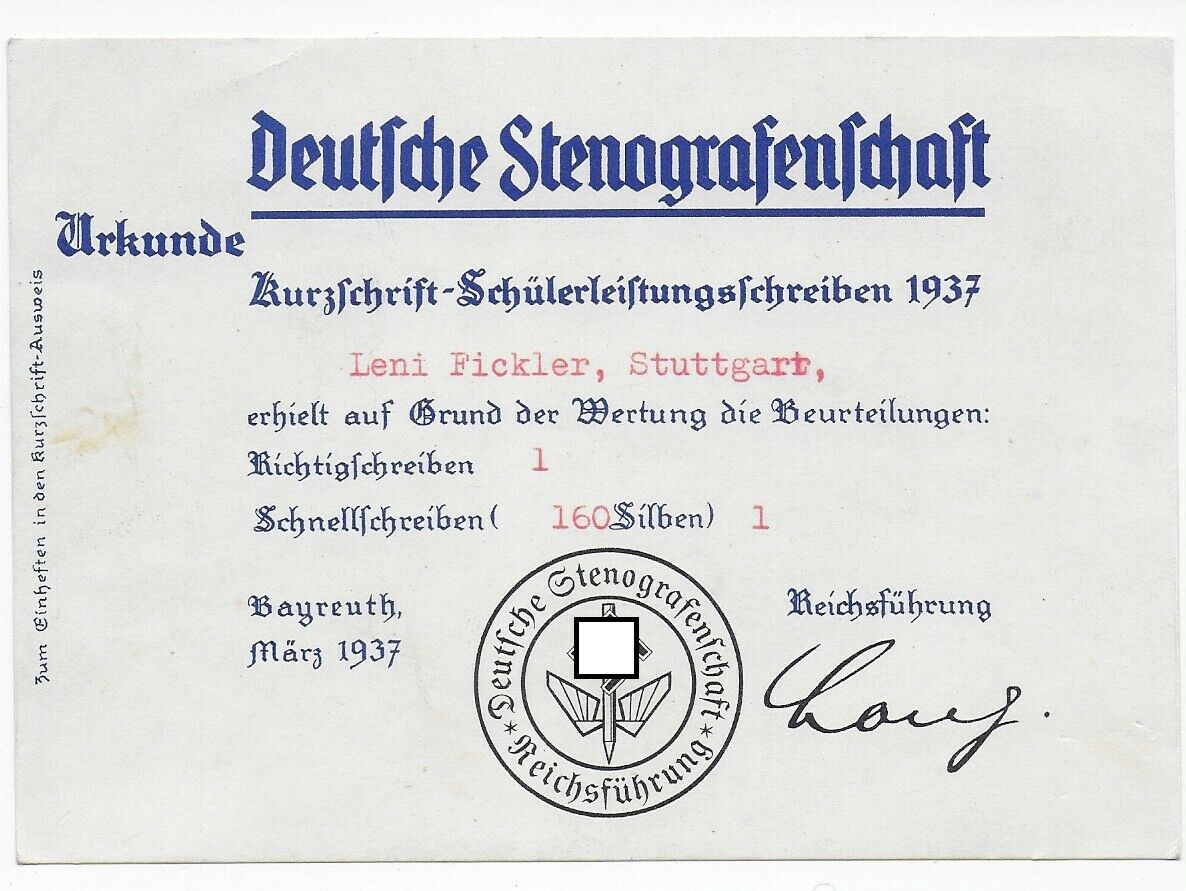 Deutsche Stenografenschaft
Urkunde
Kurzschrift-Schülerleistungsschreiben 1937
Leni Fickler, Stuttgart,
erhielt auf Grund der Wertung die Beurteilungen:
Richtigschreiben 1
Schnellschreiben ( 160 Silben) 1
Bayreuth,
März 1937
Reichsführung
Deutsche Stenografenschaft
* Reichsführung *
Zum Einheften in den Kurzschrift-Ausweis